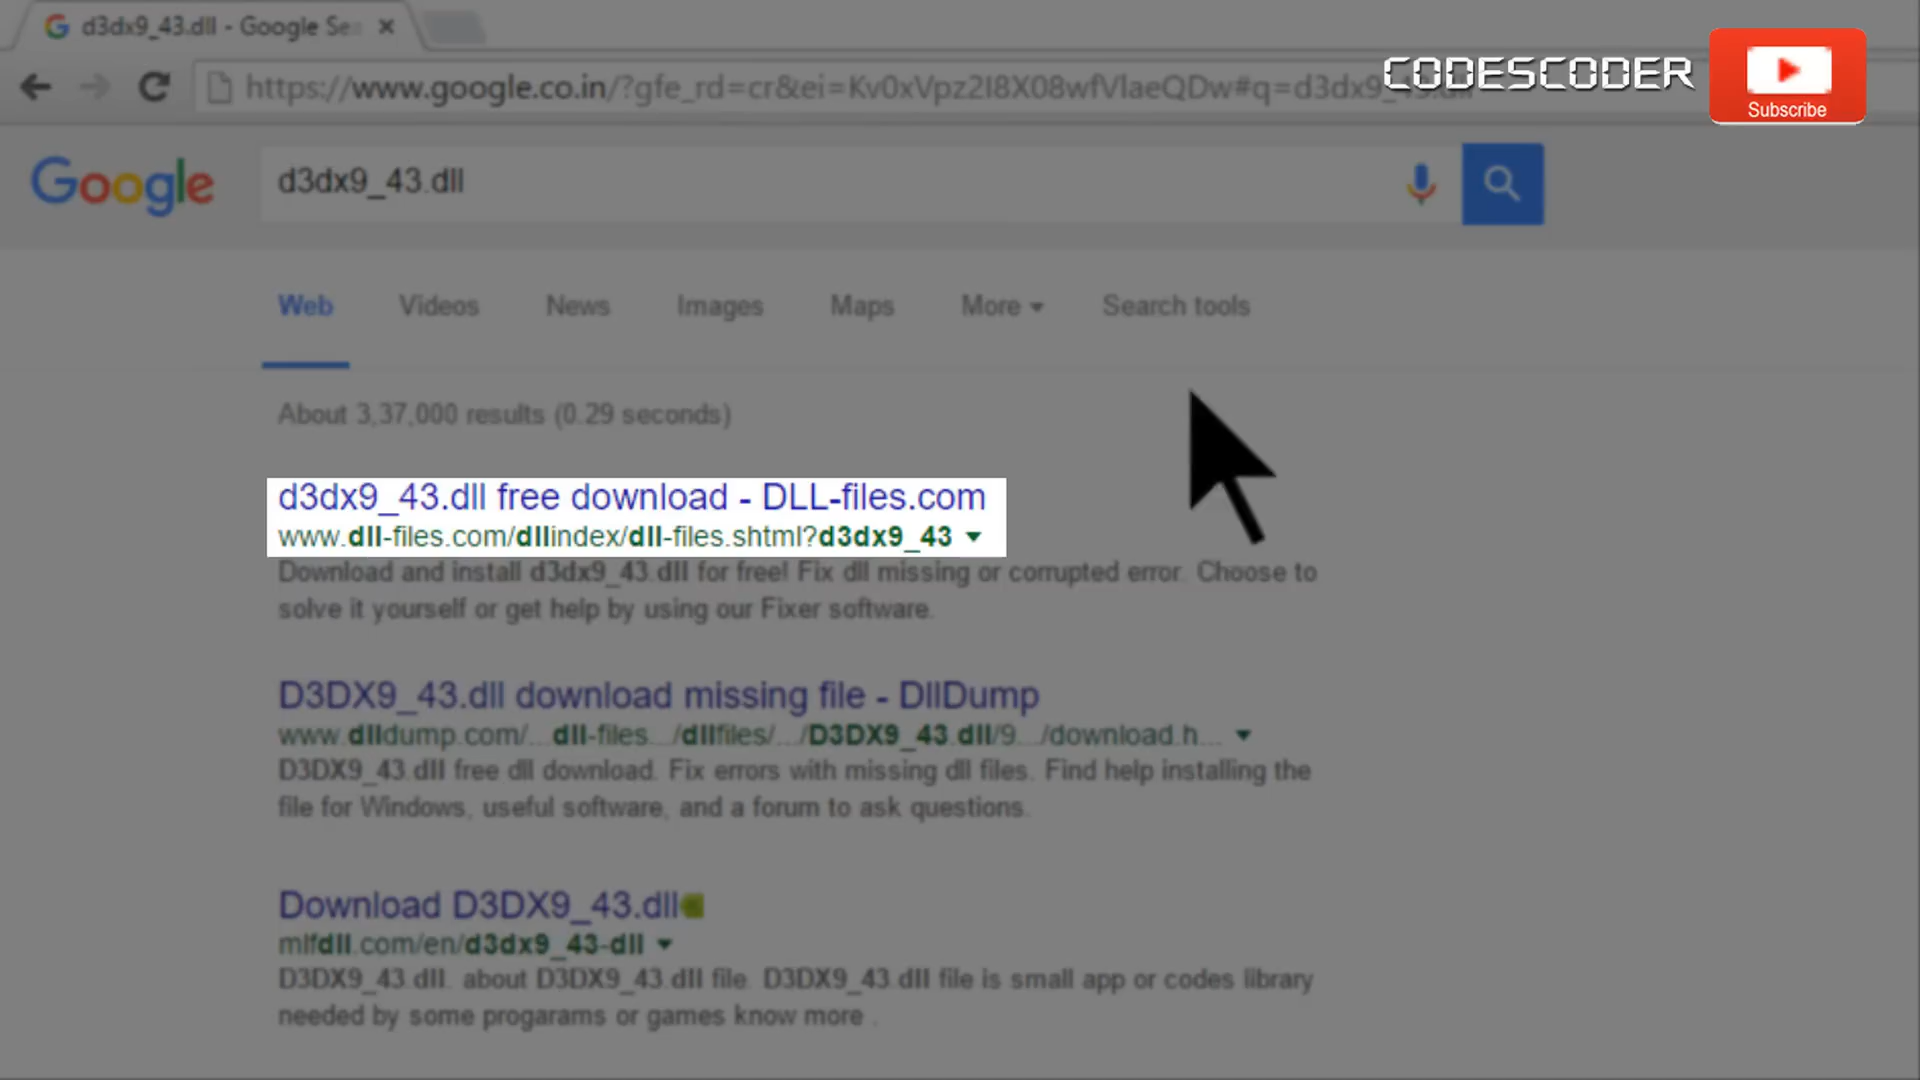 d3dx9_43.dll - Google Se
https://www.google.co.in/?gfe_rd=cr&ei=Kv0xVpz2I8X08wfVlaeQDw#q=d3dx9_43.dll
CODESCODER
Subscribe
Google
d3dx9_43.dll
Web Videos News Images Maps More Search tools
About 3,37,000 results (0.29 seconds)
d3dx9_43.dll free download - DLL-files.com
www.dll-files.com/dllindex/dll-files.shtml?d3dx9_43
Download and install d3dx9_43.dll for free! Fix dll missing or corrupted error. Choose to
solve it yourself or get help by using our Fixer software.
D3DX9_43.dll download missing file - DllDump
www.dlldump.com/... dll-files.../dllfiles/.../D3DX9_43.dll/9.../download.h...
D3DX9_43.dll free dll download. Fix errors with missing dll files. Find help installing the
file for Windows, useful software, and a forum to ask questions.
Download D3DX9_43.dll
mlfdll.com/en/d3dx9_43-dll
D3DX9_43.dll. about D3DX9_43.dll file. D3DX9_43.dll file is small app or codes library
needed by some progarams or games know more .